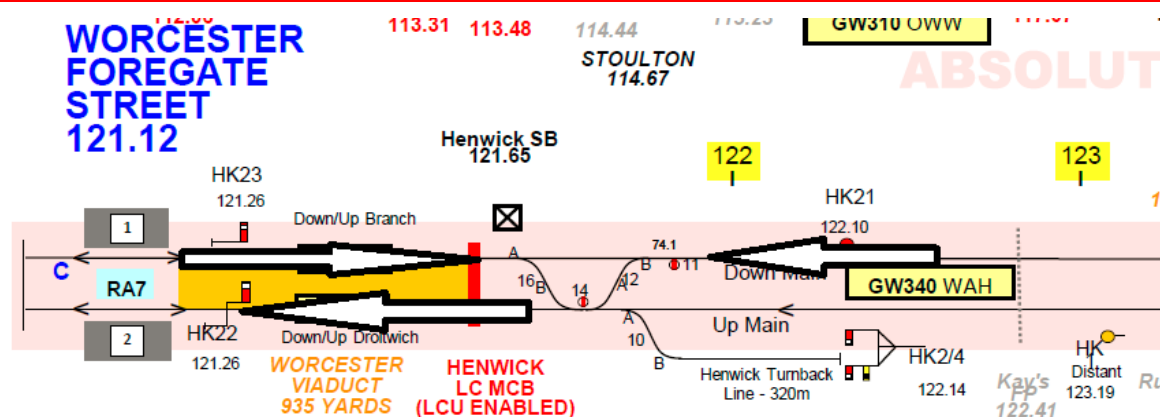 113.31
113.48
114.44
GW310 OWW
WORCESTER
FOREGATE
STREET
121.12
STOULTON
114.67
ABSOLUT
Henwick SB
121.65
122
123
HK23
121.26
HK21
122.10
1
Down/Up Branch
74.1
A
B
11
C
RA7
16
B
14
12
A
Down Main
GW340 WAH
2
HK22
121.26
Down/Up Droitwich
A
10
B
Up Main
WORCESTER
VIADUCT
935 YARDS
HENWICK
LC MCB
(LCU ENABLED)
Henwick Turnback
Line - 320m
HK2/4
122.14
Kay's
FP
122.41
HK
Distant
123.19